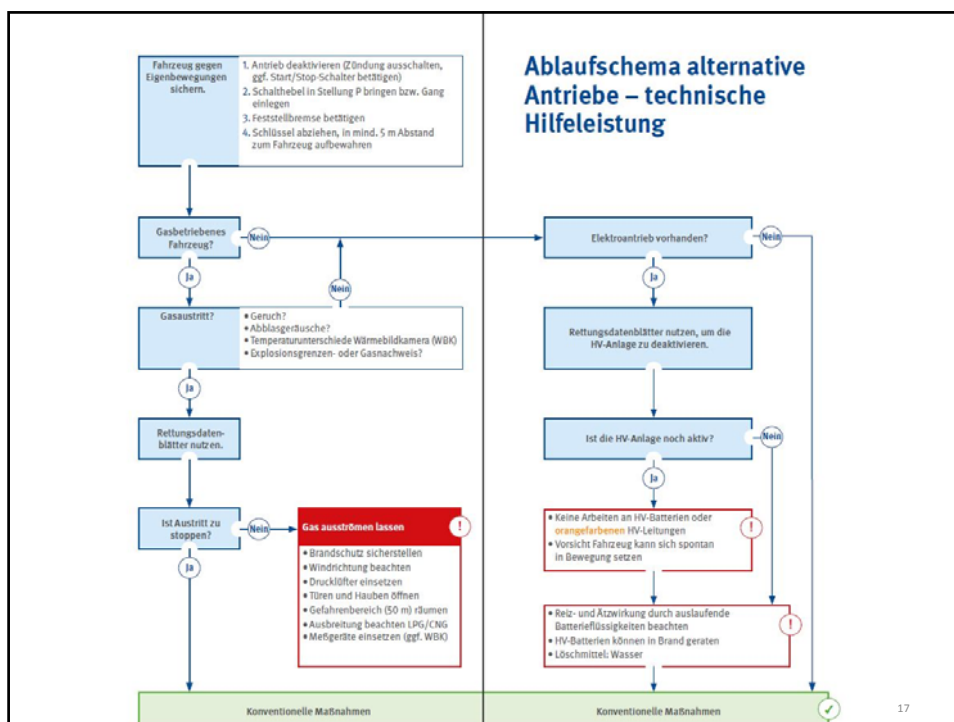 Fahrzeug gegen
Eigenbewegungen
sichern.
1. Antrieb deaktivieren (Zündung ausschalten,
ggf. Start/Stop-Schalter betätigen)
2. Schalthebel in Stellung P bringen bzw. Gang
einlegen
3. Feststellbremse betätigen
4. Schlüssel abziehen, in mind. 5 m Abstand
zum Fahrzeug aufbewahren
Gasbetriebenes
Fahrzeug?
Nein
Ja
Nein
Gasaustritt?
• Geruch?
• Abblasgeräusche?
• Temperaturunterschiede Wärmebildkamera (WBK)
• Explosionsgrenzen- oder Gasnachweis?
Ja
Rettungsdaten-
blätter nutzen.
Ist Austritt zu
stoppen?
Nein
Ja
Gas ausströmen lassen
!
• Brandschutz sicherstellen
• Windrichtung beachten
• Drucklüfter einsetzen
• Türen und Hauben öffnen
• Gefahrenbereich (50 m) räumen
• Ausbreitung beachten LPG/CNG
• Meßgeräte einsetzen (ggf. WBK)
Konventionelle Maßnahmen
Ablaufschema alternative
Antriebe – technische
Hilfeleistung
Elektroantrieb vorhanden?
Nein
Ja
Rettungsdatenblätter nutzen, um die
HV-Anlage zu deaktivieren.
Ist die HV-Anlage noch aktiv?
Nein
Ja
• Keine Arbeiten an HV-Batterien oder
orangefarbenen HV-Leitungen
• Vorsicht Fahrzeug kann sich spontan
in Bewegung setzen
!
• Reiz- und Ätzwirkung durch auslaufende
Batterieflüssigkeiten beachten
• HV-Batterien können in Brand geraten
• Löschmittel: Wasser
!
Konventionelle Maßnahmen
17